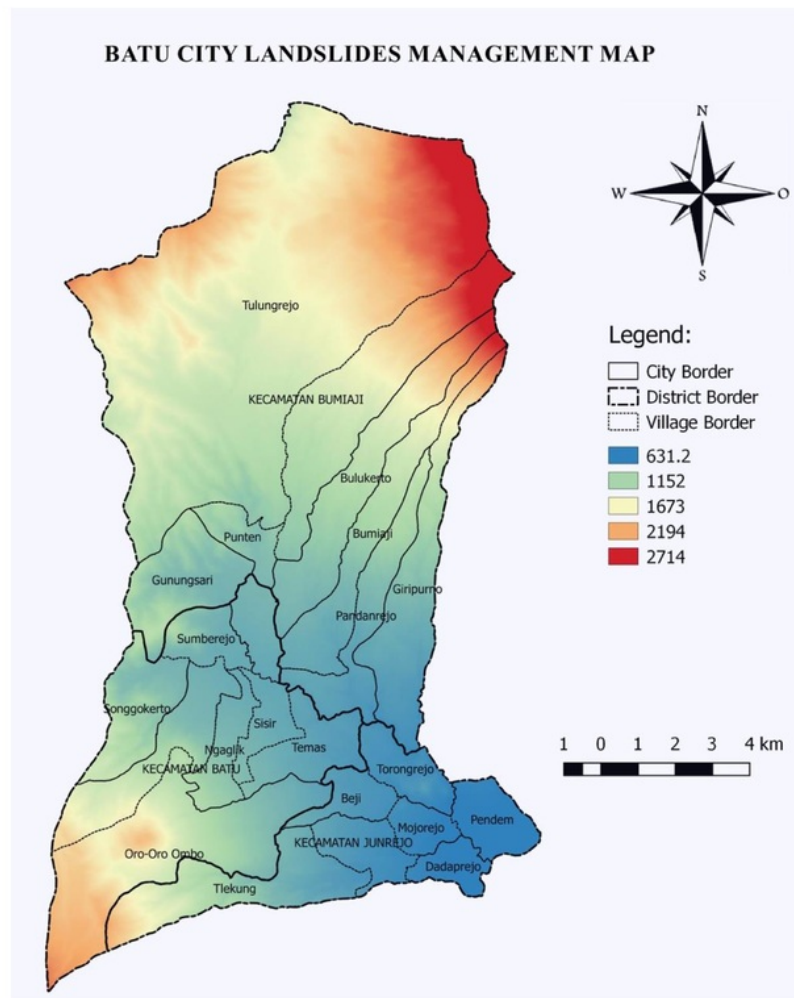 BATU CITY LANDSLIDES MANAGEMENT MAP
N
W
O
S
Tulungrejo
Legend:
City Border
District Border
Village Border
KECAMATAN BUMIAJI
631.2
1152
1673
2194
2714
Bulukerto
Punten
Bumiaji
Gunungsari
Giripurno
Pandanrejo
Sumberejo
Songgokerto
Sisir
Ngaglik
Temas
1 0 1 2 3 4 km
KECAMATAN BATU
Torongrejo
Beji
Pendem
Mojorejo
KECAMATAN JUNREJO
Oro-Oro Ombo
Dadaprejo
Tlekung